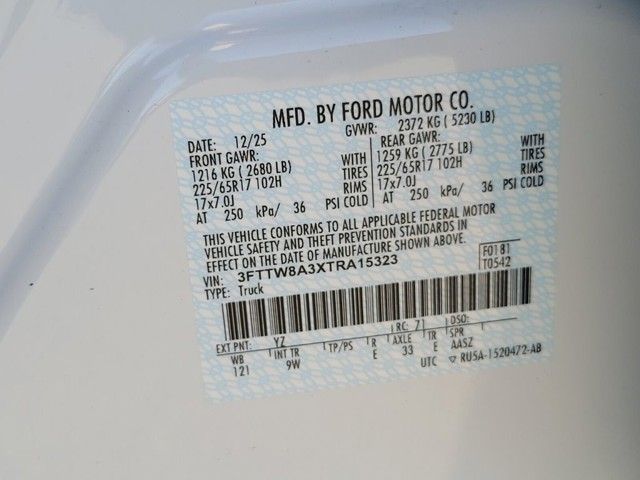 MFD. BY FORD MOTOR CO.
DATE: 12/25 GVWR: 2372 KG ( 5230 LB)
FRONT GAWR: REAR GAWR:
1216 KG ( 2680 LB) WITH 1259 KG ( 2775 LB) WITH
225/65R17 102H TIRES 225/65R17 102H TIRES
17x7.0J RIMS 17x7.0J RIMS
AT 250 kPa/ 36 PSI COLD AT 250 kPa/ 36 PSI COLD
THIS VEHICLE CONFORMS TO ALL APPLICABLE FEDERAL MOTOR
VEHICLE SAFETY AND THEFT PREVENTION STANDARDS IN
EFFECT ON THE DATE OF MANUFACTURE SHOWN ABOVE.
VIN: 3FTTW8A3XTRA15323 F0181
TYPE: Truck T0542
EXT PNT: YZ RC: 71 DSO:
WB INT TR TP/PS R AXLE TR SPR
121 9W E 33 E AASZ
UTC RU5A-1520472-AB